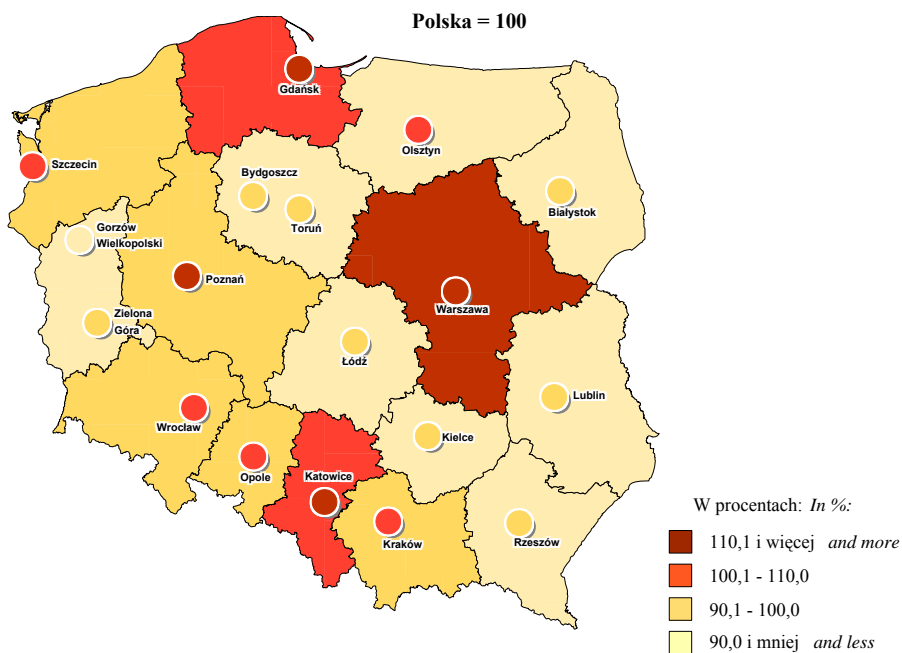 Polska = 100
Gdańsk
Olsztyn
Szczecin
Bydgoszcz
Toruń
Białystok
Gorzów
Wielkopolski
Poznań
Warszawa
Zielona
Góra
Łódź
Lublin
Wrocław
Kielce
Opole
Katowice
Kraków
Rzeszów
W procentach: In %:
110,1 i więcej and more
100,1 - 110,0
90,1 - 100,0
90,0 i mniej and less